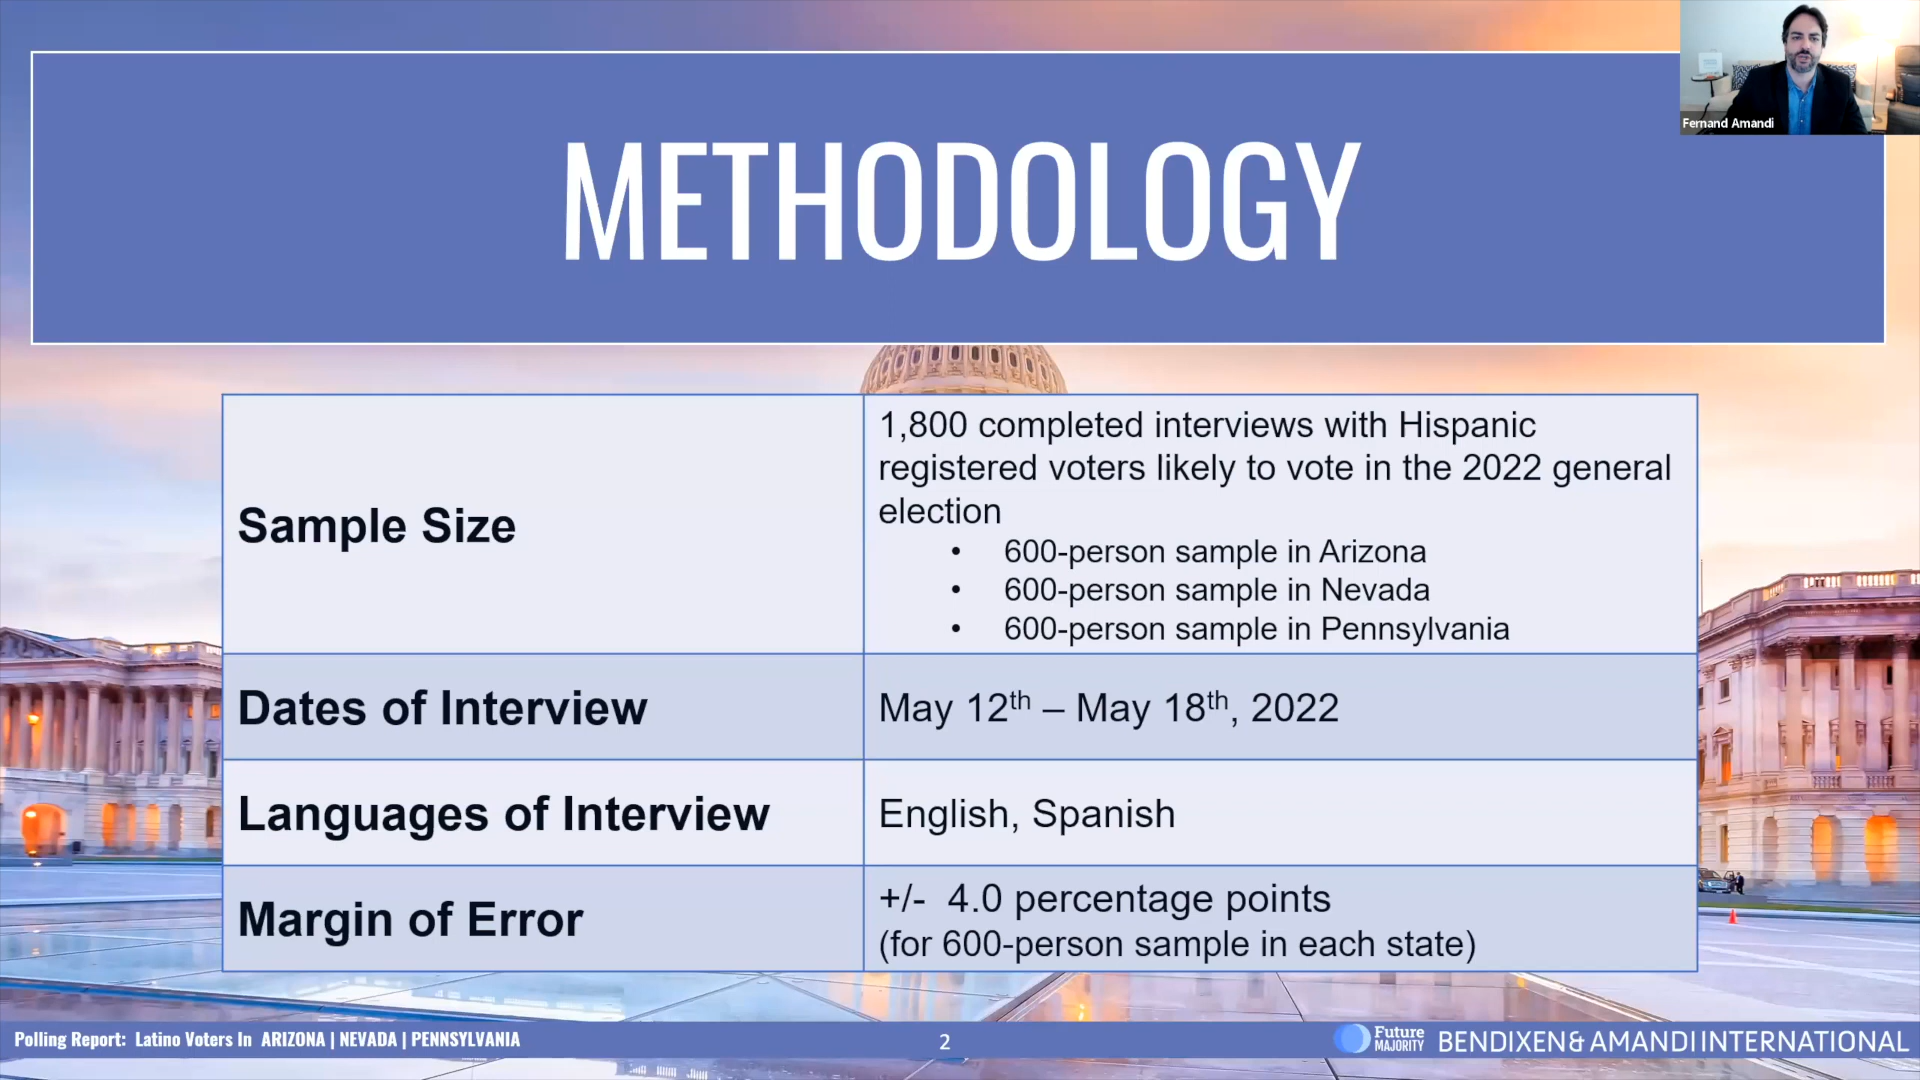 Fernand Amandi
METHODOLOGY
Sample Size
1,800 completed interviews with Hispanic
registered voters likely to vote in the 2022 general
election
• 600-person sample in Arizona
• 600-person sample in Nevada
• 600-person sample in Pennsylvania
Dates of Interview
May 12th – May 18th, 2022
Languages of Interview
English, Spanish
Margin of Error
+/- 4.0 percentage points
(for 600-person sample in each state)
Polling Report: Latino Voters In ARIZONA | NEVADA | PENNSYLVANIA
2
Future
MAJORITY
BENDIXEN & AMANDI INTERNATIONAL